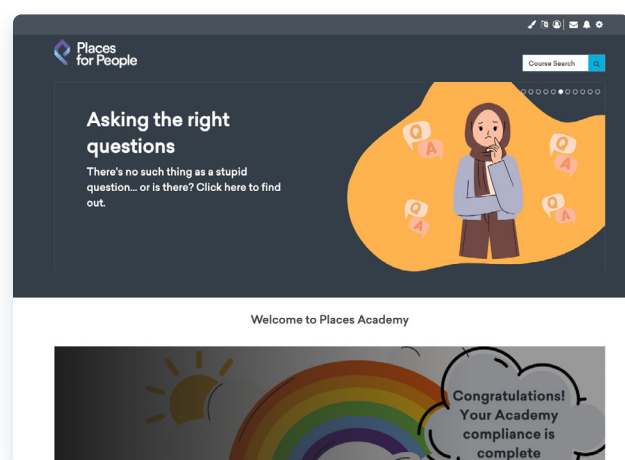 Places
for People
Course Search
Asking the right
questions
There's no such thing as a stupid
question... or is there? Click here to find
out.
Q
A
Q
A
Q
A
Q
A
Welcome to Places Academy
Congratulations!
Your Academy
compliance is
complete